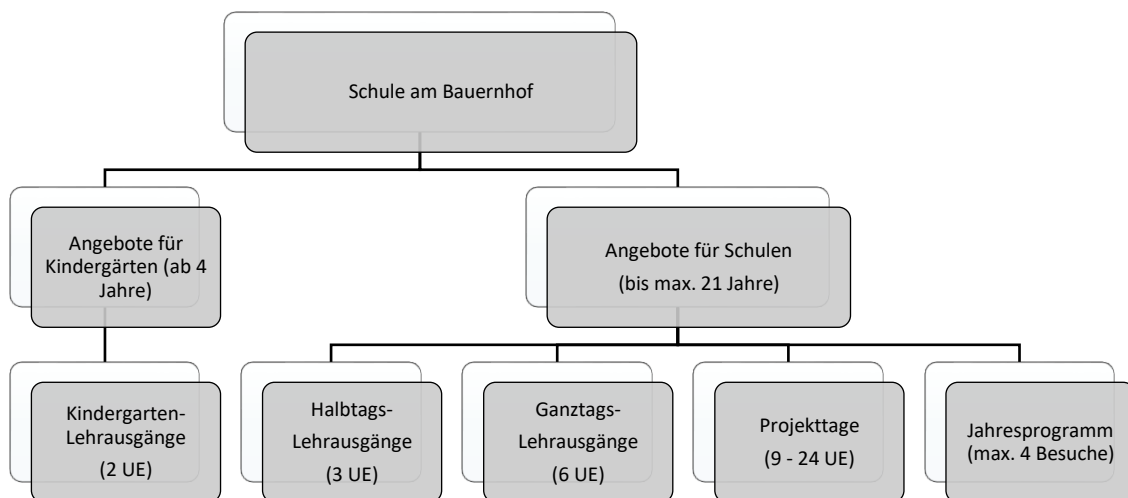 Schule am Bauernhof
Angebote für
Kindergärten (ab 4
Jahre)
Angebote für Schulen
(bis max. 21 Jahre)
Kindergarten-
Lehrausgänge
(2 UE)
Halbtags-
Lehrausgänge
(3 UE)
Ganztags-
Lehrausgänge
(6 UE)
Projekttage
(9 - 24 UE)
Jahresprogramm
(max. 4 Besuche)